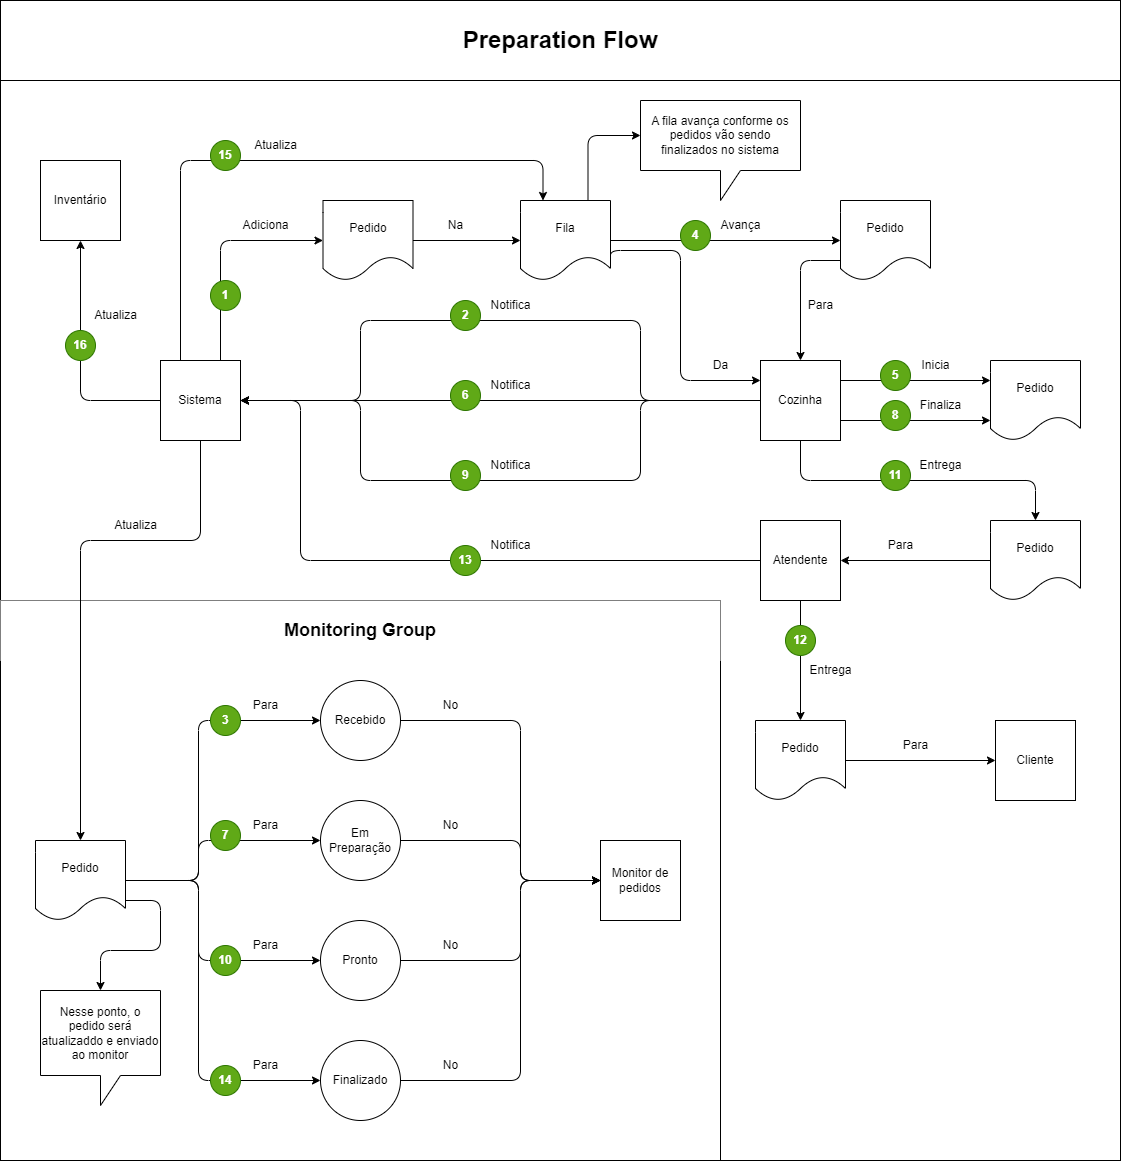 Preparation Flow
A fila avança conforme os
pedidos vão sendo
finalizados no sistema
15
Atualiza
Inventário
Adiciona
Pedido
Na
Fila
4
Avança
Pedido
1
2
Notifica
Para
Atualiza
16
Sistema
6
Notifica
Da
Cozinha
5
Inicia
Pedido
8
Finaliza
9
Notifica
11
Entrega
Atualiza
13
Notifica
Atendente
Para
Pedido
12
Entrega
Pedido
Para
Cliente
Monitoring Group
3
Para
Recebido
No
7
Para
Em
Preparação
No
Pedido
Monitor de
pedidos
10
Para
Pronto
No
Nesse ponto, o
pedido será
atualizaddo e enviado
ao monitor
14
Para
Finalizado
No